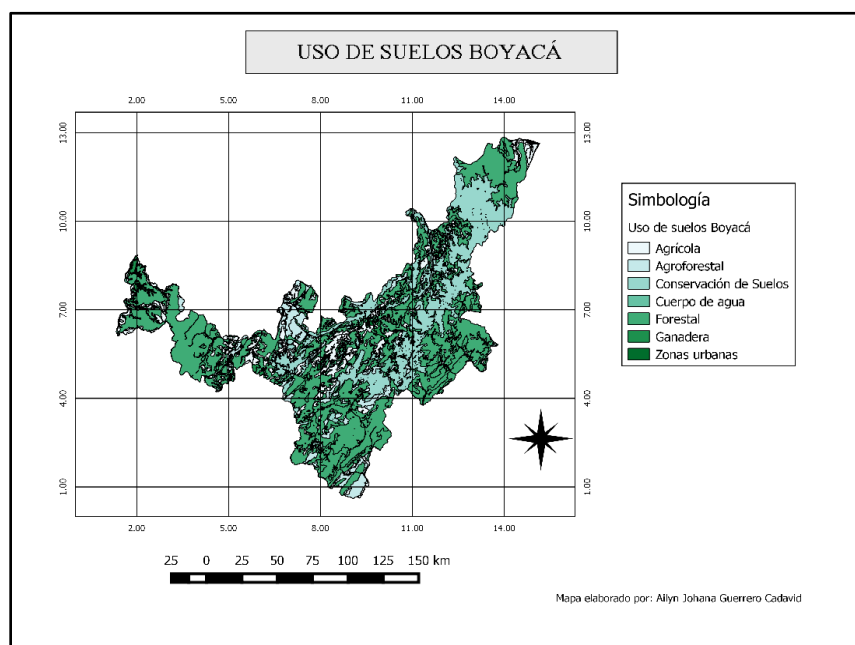 USO DE SUELOS BOYACÁ
2.00 5.00 8.00 11.00 14.00
13.00 13.00
10.00 10.00
7.00 7.00
4.00 4.00
1.00 1.00
2.00 5.00 8.00 11.00 14.00
Simbología
Uso de suelos Boyacá
Agrícola
Agroforestal
Conservación de Suelos
Cuerpo de agua
Forestal
Ganadera
Zonas urbanas
25 0 25 50 75 100 125 150 km
Mapa elaborado por: Ailyn Johana Guerrero Cadavid